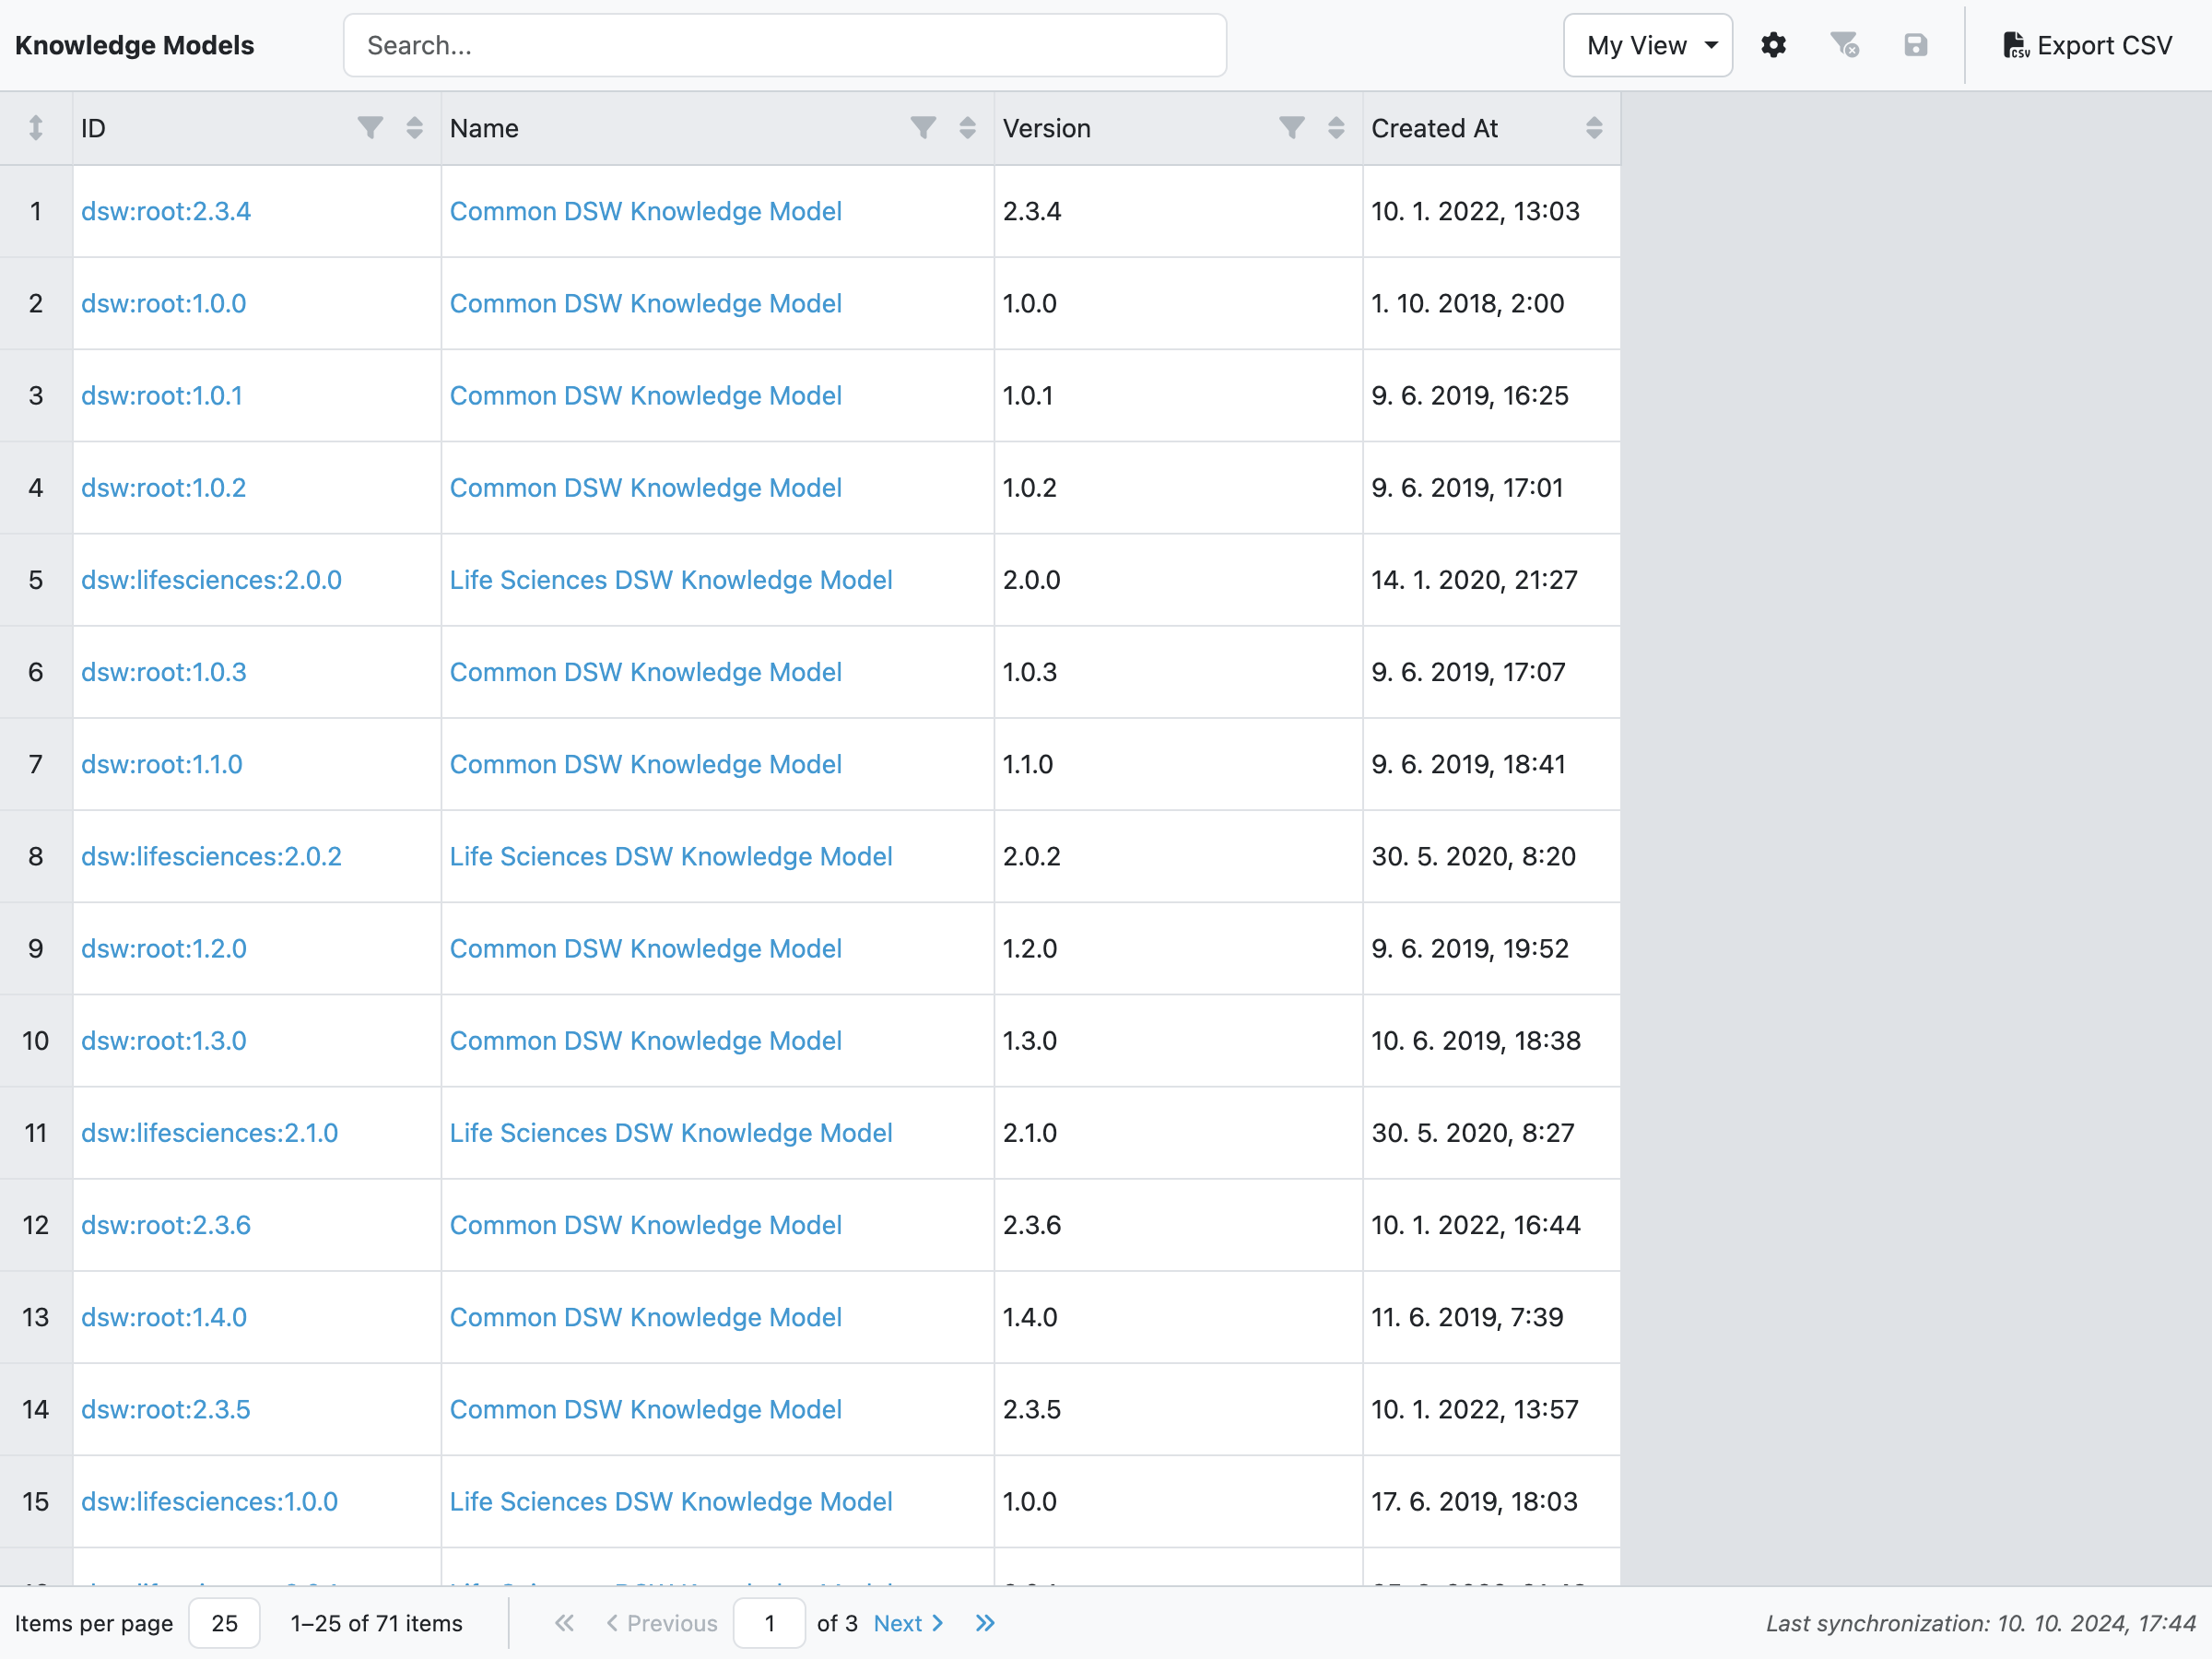 Knowledge Models Search... My View CSV Export CSV
ID Name Version Created At
1 dsw:root:2.3.4 Common DSW Knowledge Model 2.3.4 10. 1. 2022, 13:03
2 dsw:root:1.0.0 Common DSW Knowledge Model 1.0.0 1. 10. 2018, 2:00
3 dsw:root:1.0.1 Common DSW Knowledge Model 1.0.1 9. 6. 2019, 16:25
4 dsw:root:1.0.2 Common DSW Knowledge Model 1.0.2 9. 6. 2019, 17:01
5 dsw:lifesciences:2.0.0 Life Sciences DSW Knowledge Model 2.0.0 14. 1. 2020, 21:27
6 dsw:root:1.0.3 Common DSW Knowledge Model 1.0.3 9. 6. 2019, 17:07
7 dsw:root:1.1.0 Common DSW Knowledge Model 1.1.0 9. 6. 2019, 18:41
8 dsw:lifesciences:2.0.2 Life Sciences DSW Knowledge Model 2.0.2 30. 5. 2020, 8:20
9 dsw:root:1.2.0 Common DSW Knowledge Model 1.2.0 9. 6. 2019, 19:52
10 dsw:root:1.3.0 Common DSW Knowledge Model 1.3.0 10. 6. 2019, 18:38
11 dsw:lifesciences:2.1.0 Life Sciences DSW Knowledge Model 2.1.0 30. 5. 2020, 8:27
12 dsw:root:2.3.6 Common DSW Knowledge Model 2.3.6 10. 1. 2022, 16:44
13 dsw:root:1.4.0 Common DSW Knowledge Model 1.4.0 11. 6. 2019, 7:39
14 dsw:root:2.3.5 Common DSW Knowledge Model 2.3.5 10. 1. 2022, 13:57
15 dsw:lifesciences:1.0.0 Life Sciences DSW Knowledge Model 1.0.0 17. 6. 2019, 18:03
Items per page 25 1–25 of 71 items Previous 1 of 3 Next Last synchronization: 10. 10. 2024, 17:44